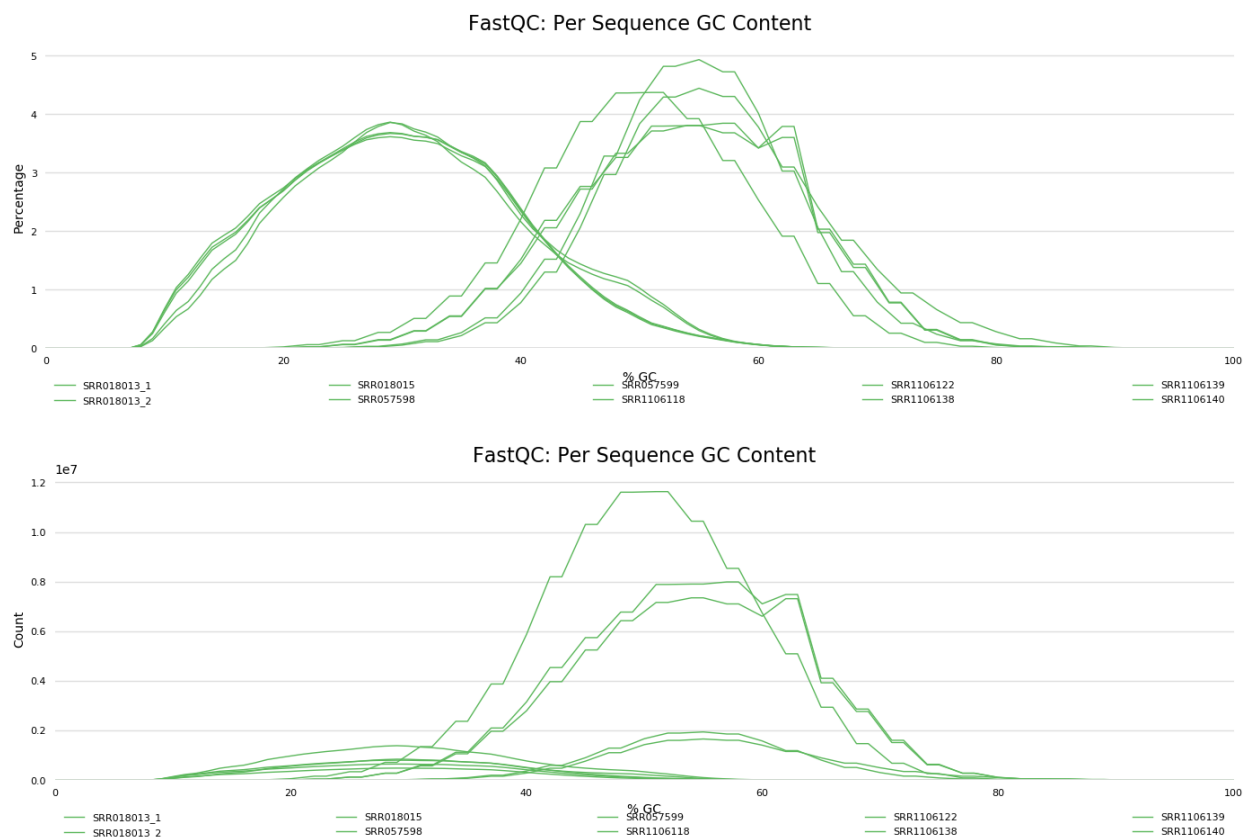 FastQC: Per Sequence GC Content
5
4
3
2
1
0
Percentage
0 20 40 60 80 100
% GC
SRR018013_1 SRR018015 SRR057599 SRR1106122 SRR1106139
SRR018013_2 SRR057598 SRR1106118 SRR1106138 SRR1106140
FastQC: Per Sequence GC Content
1e7
1.2
1.0
0.8
0.6
0.4
0.2
0.0
Count
0 20 40 60 80 100
% GC
SRR018013_1 SRR018015 SRR057599 SRR1106122 SRR1106139
SRR018013_2 SRR057598 SRR1106118 SRR1106138 SRR1106140